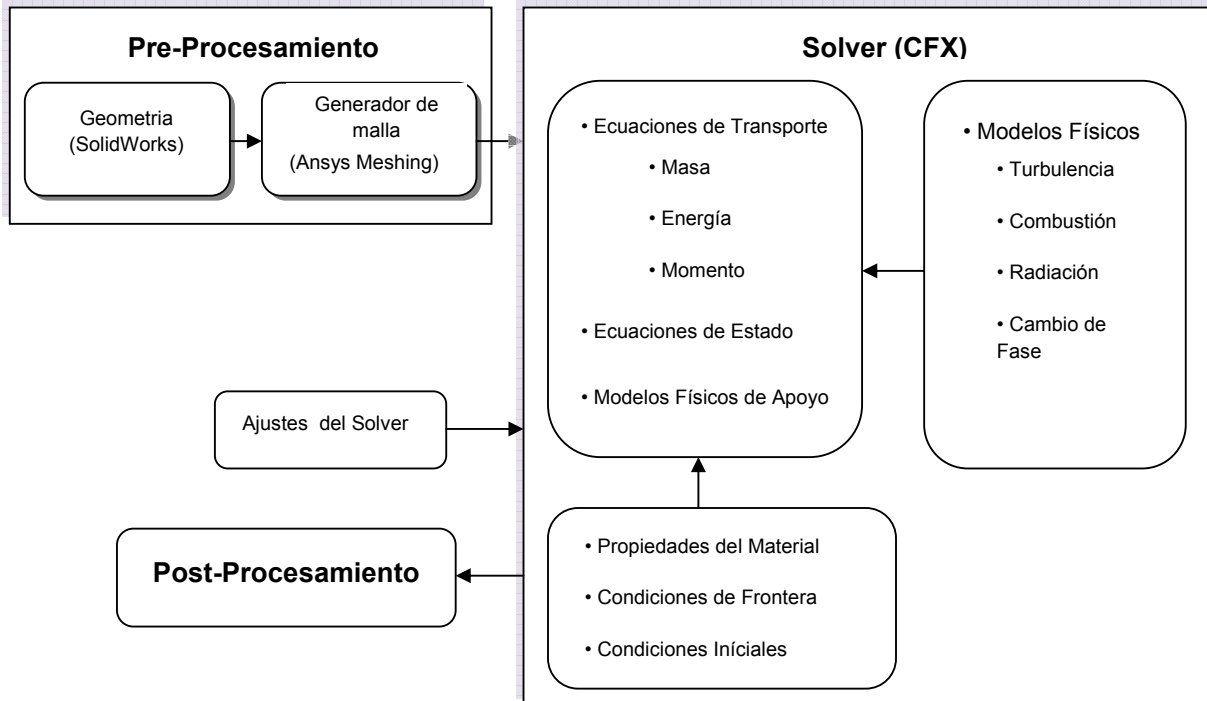 Pre-Procesamiento
Geometria
(SolidWorks)
Generador de
malla
(Ansys Meshing)
Solver (CFX)
• Ecuaciones de Transporte
• Masa
• Energía
• Momento
• Ecuaciones de Estado
• Modelos Físicos de Apoyo
• Modelos Físicos
• Turbulencia
• Combustión
• Radiación
• Cambio de
Fase
Ajustes del Solver
Post-Procesamiento
• Propiedades del Material
• Condiciones de Frontera
• Condiciones Iníciales